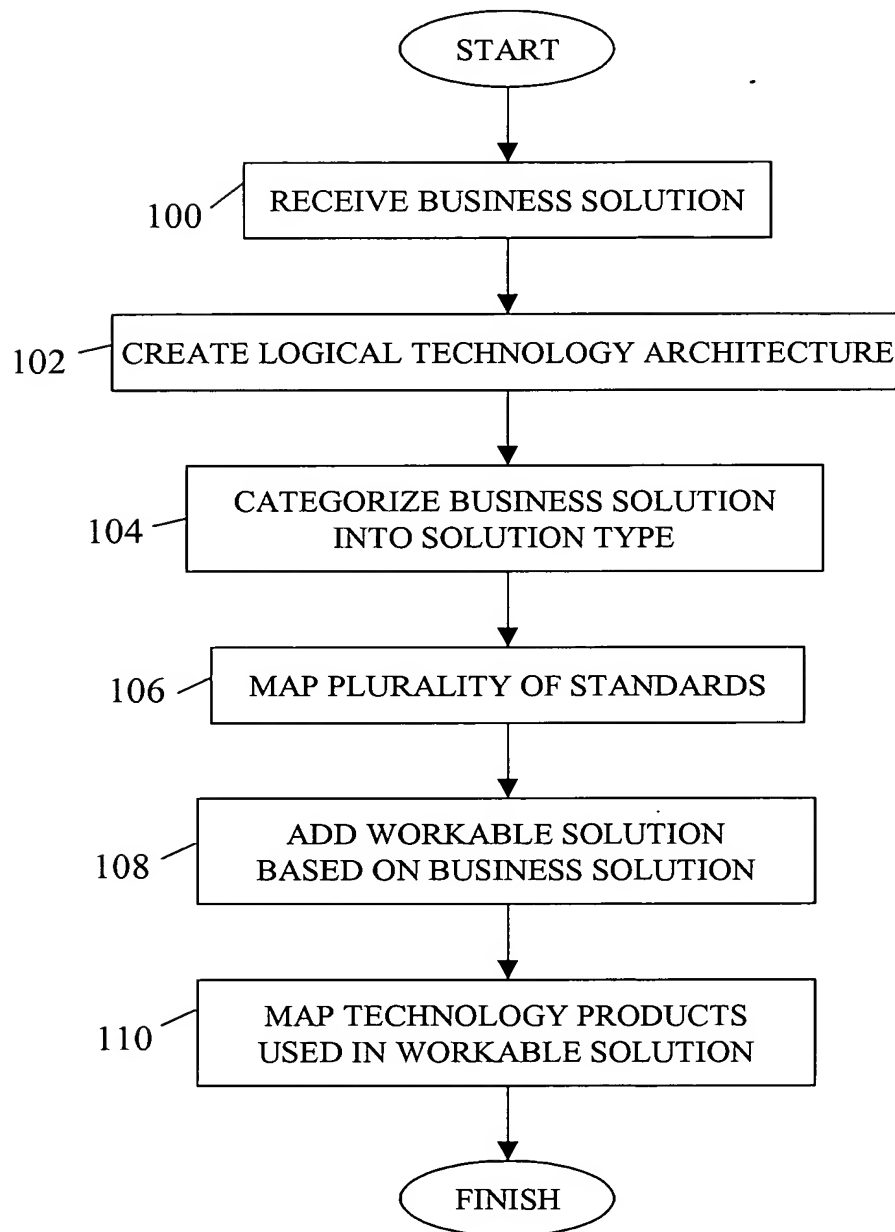 START
100
RECEIVE BUSINESS SOLUTION
102
CREATE LOGICAL TECHNOLOGY ARCHITECTURE
104
CATEGORIZE BUSINESS SOLUTION
INTO SOLUTION TYPE
106
MAP PLURALITY OF STANDARDS
108
ADD WORKABLE SOLUTION
BASED ON BUSINESS SOLUTION
110
MAP TECHNOLOGY PRODUCTS
USED IN WORKABLE SOLUTION
FINISH